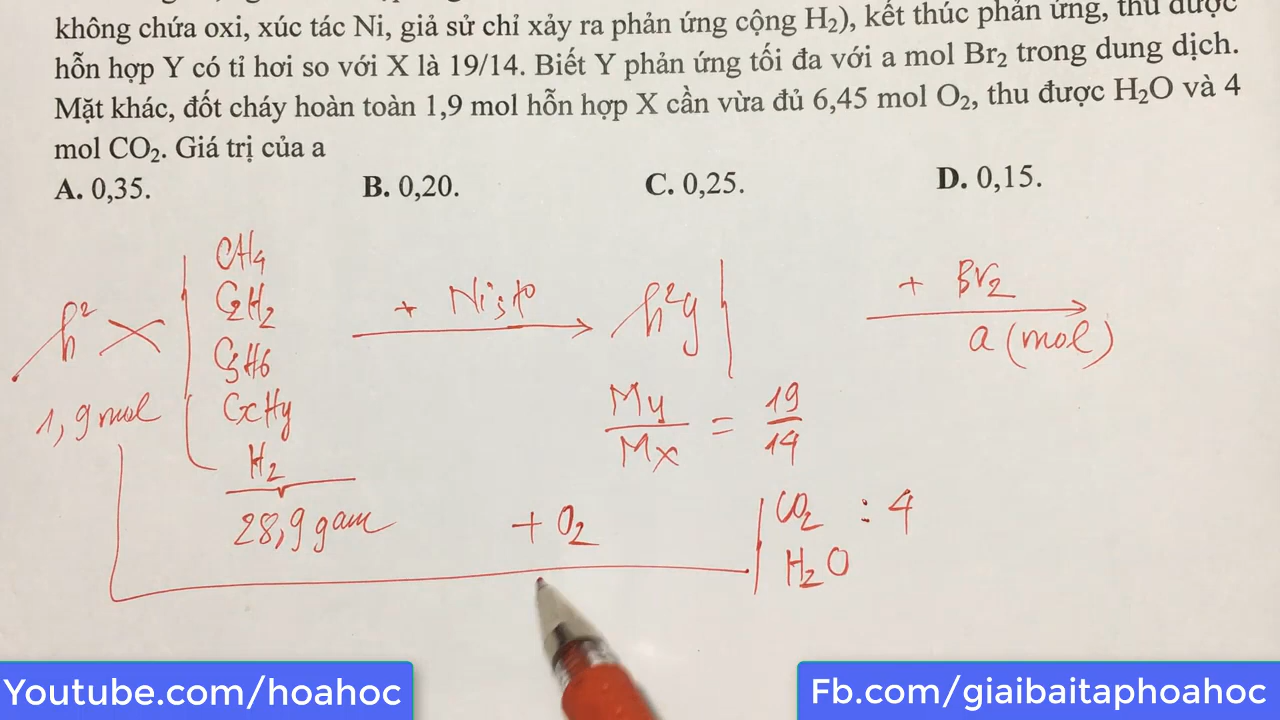 không chứa oxi, xúc tác Ni, giả sử chỉ xảy ra phản ứng cộng H₂), kết thúc phản ứng, thu được
hỗn hợp Y có tỉ hơi so với X là 19/14. Biết Y phản ứng tối đa với a mol Br₂ trong dung dịch.
Mặt khác, đốt cháy hoàn toàn 1,9 mol hỗn hợp X cần vừa đủ 6,45 mol O₂, thu được H₂O và 4
mol CO₂. Giá trị của a
A. 0,35. B. 0,20. C. 0,25. D. 0,15.
CH₄
C₂H₂
C₃H₆
CxHy
H₂
h² X
1,9 mol
28,9 gam
+ Ni; t°
h² y
My / Mx = 19 / 14
+ Br₂
a (mol)
+ O₂
CO₂ : 4
H₂O
Youtube.com/hoahoc
Fb.com/giaibaitaphoahoc